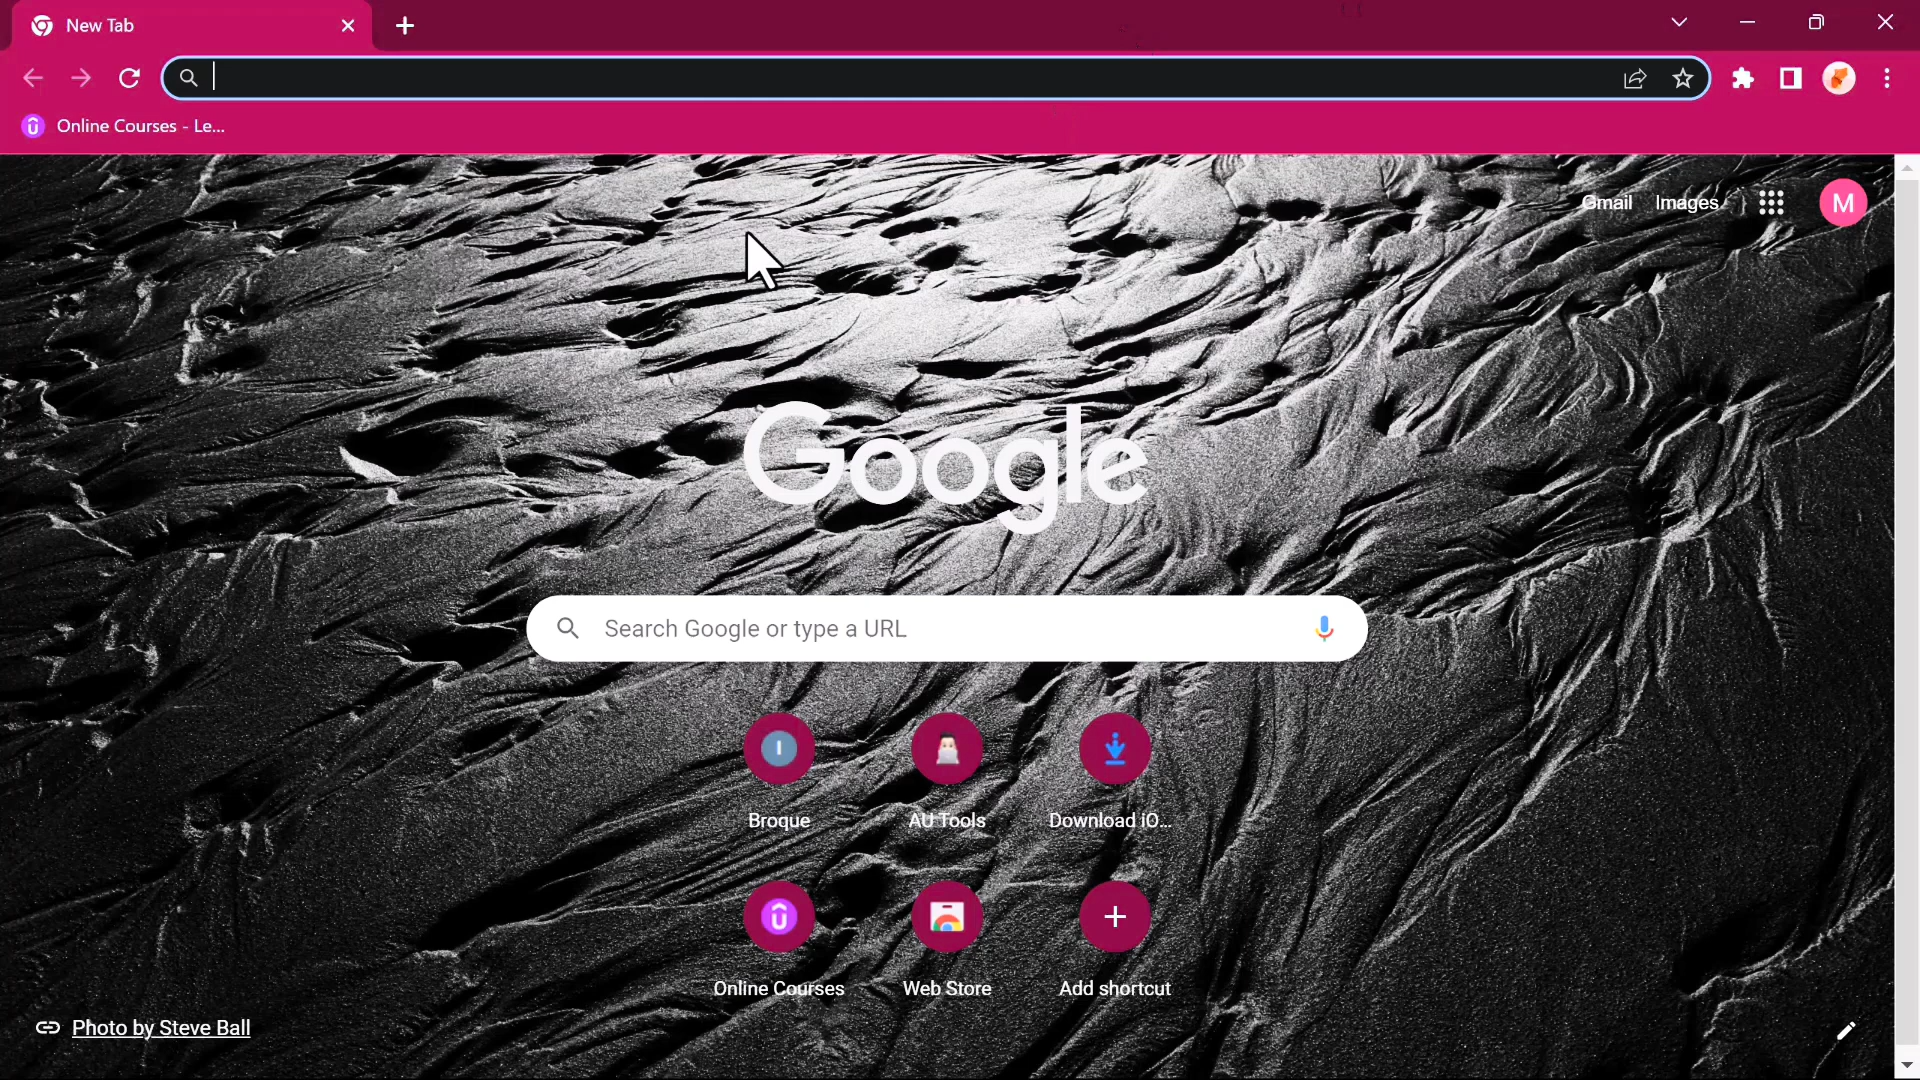 New Tab
Online Courses - Le...
Gmail Images
M
Google
Search Google or type a URL
I
Broque AU Tools Download iO...
Online Courses Web Store Add shortcut
Photo by Steve Ball